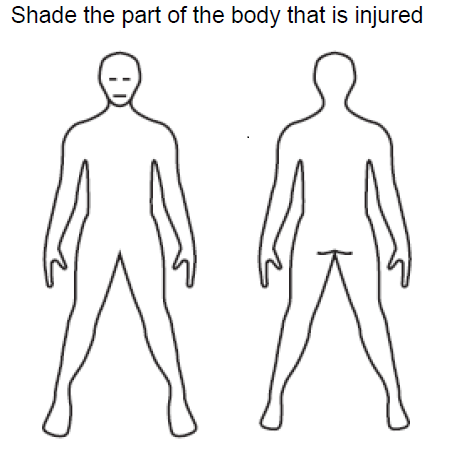 Shade the part of the body that is injured